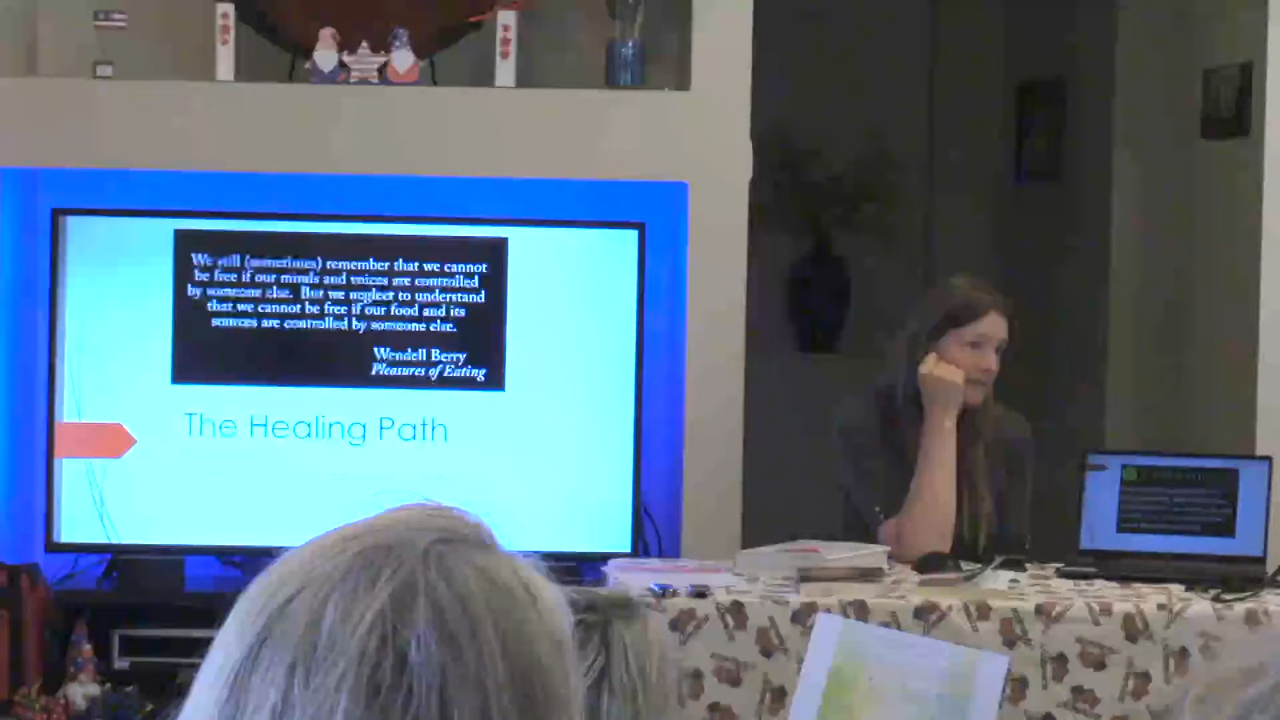 We still (sometimes) remember that we cannot
be free if our minds and voices are controlled
by someone else. But we neglect to understand
that we cannot be free if our food and its
sources are controlled by someone else.
Wendell Berry
Pleasures of Eating
The Healing Path